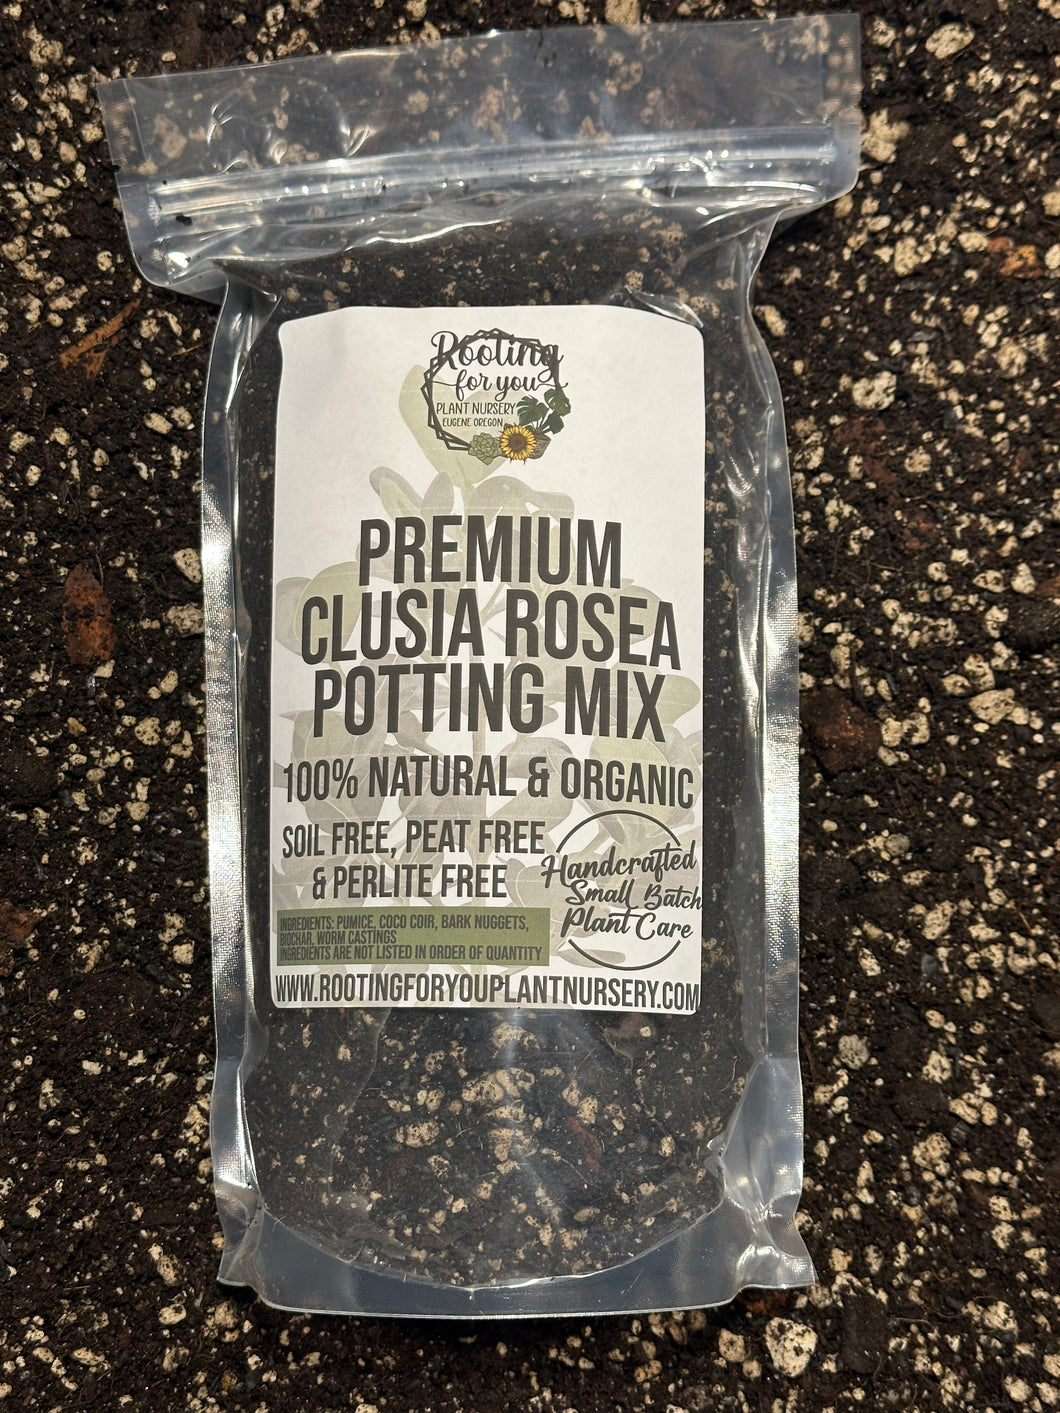 Rooting
for you
PLANT NURSERY
EUGENE OREGON
PREMIUM
CLUSIA ROSEA
POTTING MIX
100% NATURAL & ORGANIC
SOIL FREE, PEAT FREE
& PERLITE FREE
Handcrafted
Small Batch
Plant Care
INGREDIENTS: PUMICE, COCO COIR, BARK NUGGETS,
BIOCHAR, WORM CASTINGS
INGREDIENTS ARE NOT LISTED IN ORDER OF QUANTITY
WWW.ROOTINGFORYOUPLANTNURSERY.COM